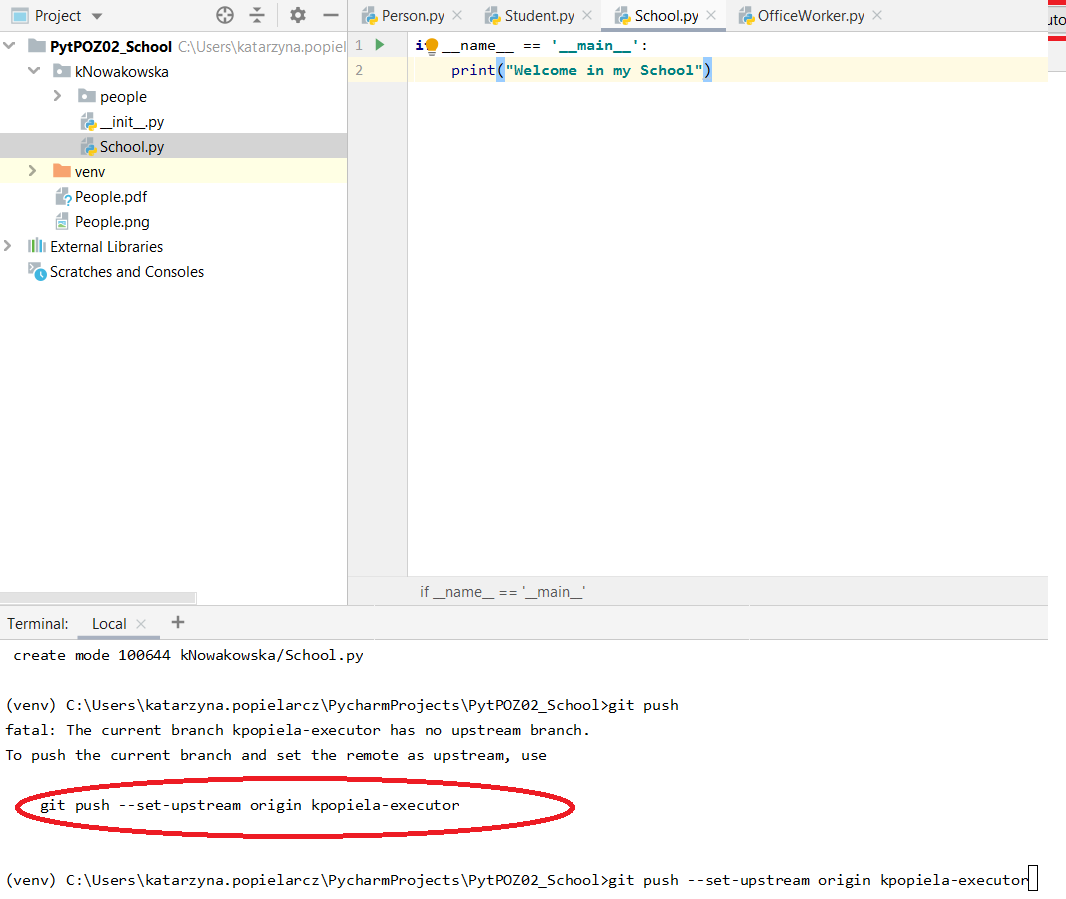 Project
Person.py
Student.py
School.py
OfficeWorker.py
uto
PytPOZ02_School C:\Users\katarzyna.popiel
kNowakowska
people
__init__.py
School.py
venv
People.pdf
People.png
External Libraries
Scratches and Consoles
1 i __name__ == '__main__':
2 print("Welcome in my School")
if __name__ == '__main__'
Terminal: Local +
create mode 100644 kNowakowska/School.py
(venv) C:\Users\katarzyna.popielarcz\PycharmProjects\PytPOZ02_School>git push
fatal: The current branch kpopiela-executor has no upstream branch.
To push the current branch and set the remote as upstream, use
git push --set-upstream origin kpopiela-executor
(venv) C:\Users\katarzyna.popielarcz\PycharmProjects\PytPOZ02_School>git push --set-upstream origin kpopiela-executor